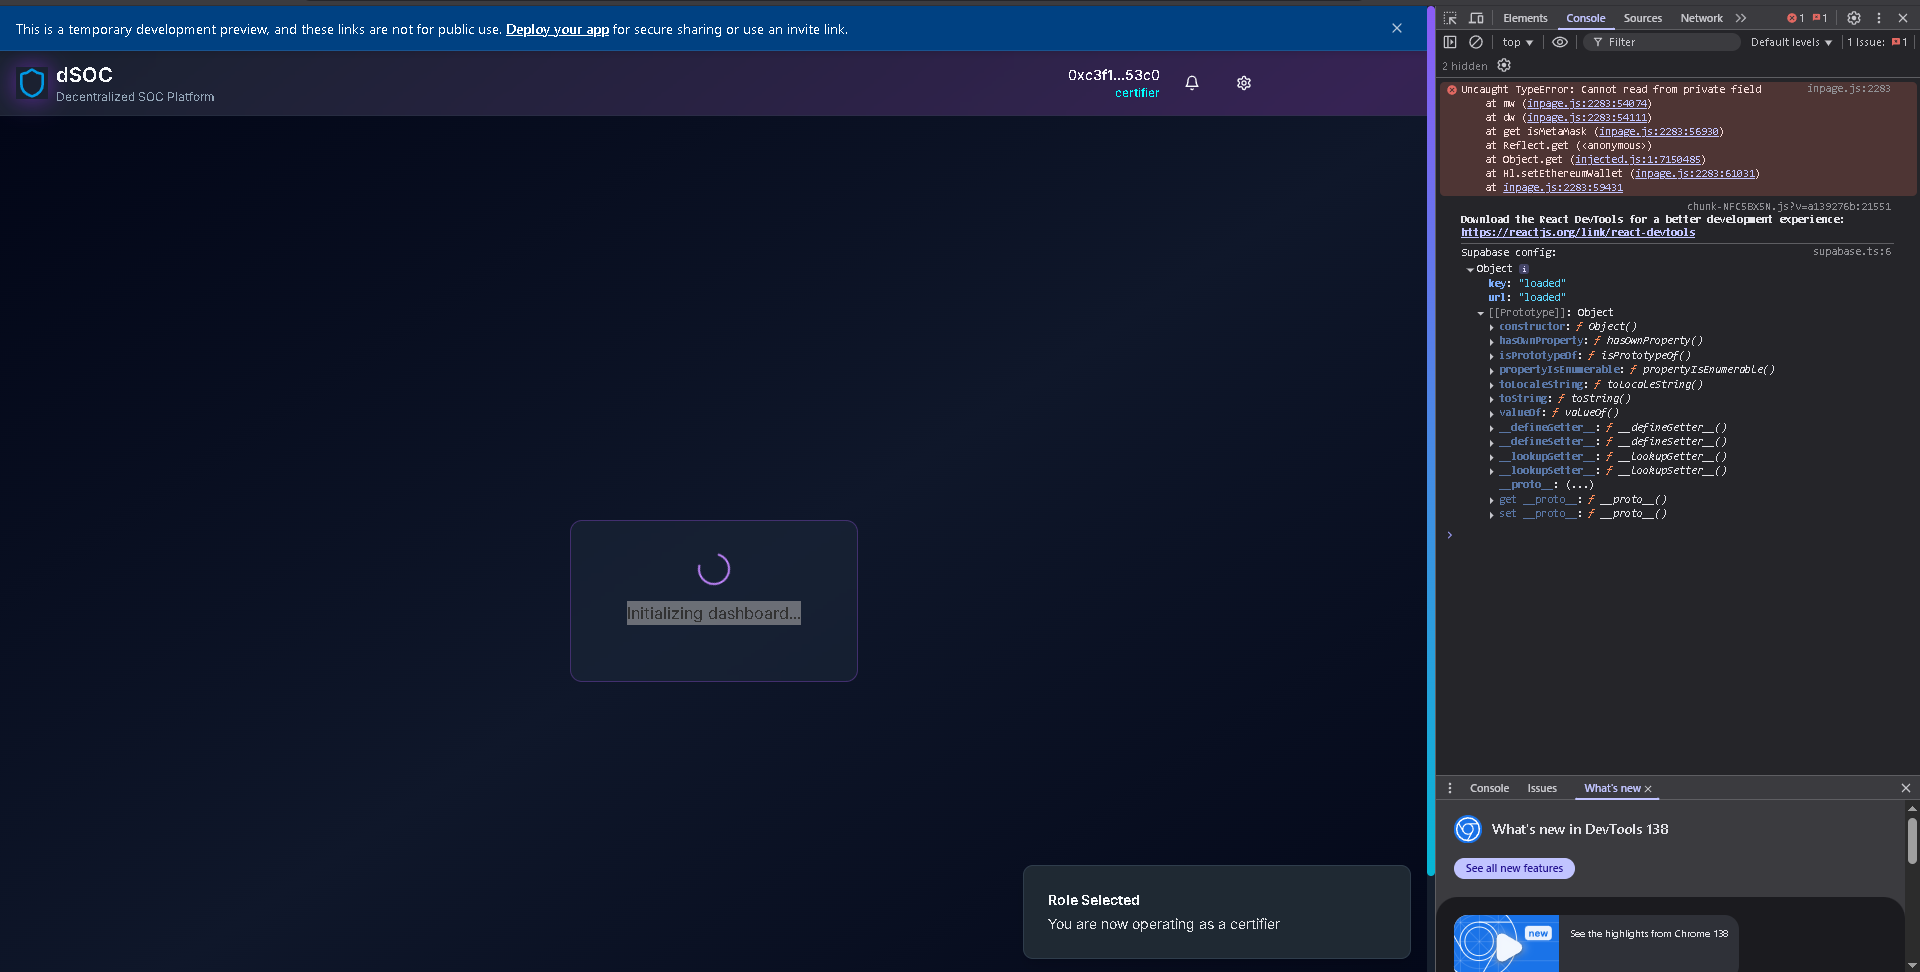 This is a temporary development preview, and these links are not for public use. Deploy your app for secure sharing or use an invite link.
dSOC
Decentralized SOC Platform
0xc3f1...53c0
certifier
Initializing dashboard...
Role Selected
You are now operating as a certifier
Elements Console Sources Network 1 1
top Filter Default levels 1 Issue: 1
2 hidden
Uncaught TypeError: Cannot read from private field inpage.js:2283
at mw (inpage.js:2283:54074)
at dw (inpage.js:2283:54111)
at get isMetaMask (inpage.js:2283:56930)
at Reflect.get (<anonymous>)
at Object.get (injected.js:1:7150485)
at Hl.setEthereumWallet (inpage.js:2283:61031)
at inpage.js:2283:59431
chunk-NFC5BX5N.js?v=a139276b:21551
Download the React DevTools for a better development experience:
https://reactjs.org/link/react-devtools
Supabase config: supabase.ts:6
Object i
key: "loaded"
url: "loaded"
[[Prototype]]: Object
constructor: ƒ Object()
hasOwnProperty: ƒ hasOwnProperty()
isPrototypeOf: ƒ isPrototypeOf()
propertyIsEnumerable: ƒ propertyIsEnumerable()
toLocaleString: ƒ toLocaleString()
toString: ƒ toString()
valueOf: ƒ valueOf()
__defineGetter__: ƒ __defineGetter__()
__defineSetter__: ƒ __defineSetter__()
__lookupGetter__: ƒ __lookupGetter__()
__lookupSetter__: ƒ __lookupSetter__()
__proto__: (...)
get __proto__: ƒ __proto__()
set __proto__: ƒ __proto__()
Console Issues What's new
What's new in DevTools 138
See all new features
new
See the highlights from Chrome 138